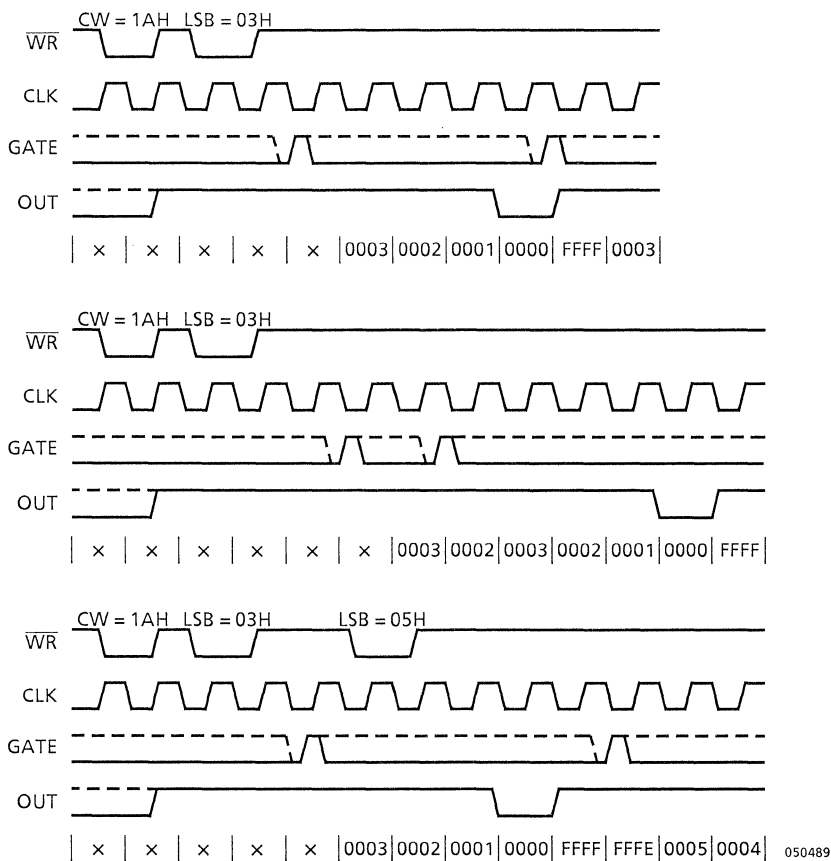 CW = 1AH LSB = 03H
WR
CLK
GATE
OUT
× × × × × 0003 0002 0001 0000 FFFF 0003
CW = 1AH LSB = 03H
WR
CLK
GATE
OUT
× × × × × × 0003 0002 0003 0002 0001 0000 FFFF
CW = 1AH LSB = 03H LSB = 05H
WR
CLK
GATE
OUT
× × × × × 0003 0002 0001 0000 FFFF FFFE 0005 0004
050489